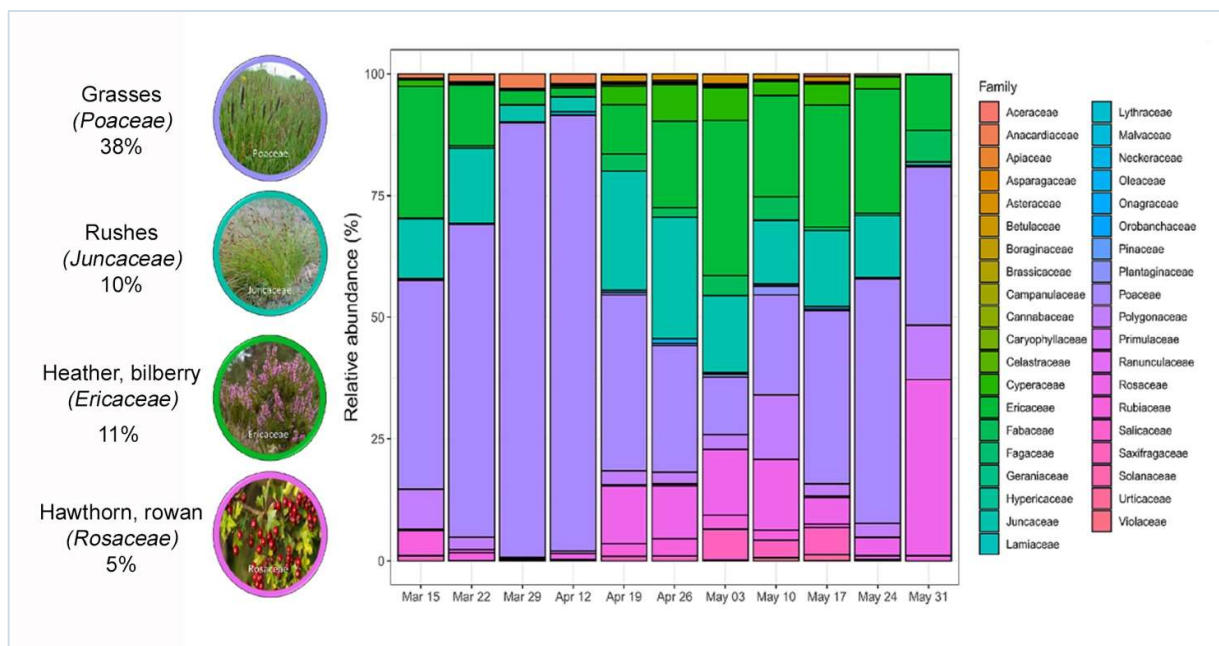 Grasses
(Poaceae)
38%
Poaceae
Rushes
(Juncaceae)
10%
Juncaceae
Heather, bilberry
(Ericaceae)
11%
Ericaceae
Hawthorn, rowan
(Rosaceae)
5%
Rosaceae
Relative abundance (%)
100
75
50
25
0
Mar 15
Mar 22
Mar 29
Apr 12
Apr 19
Apr 26
May 03
May 10
May 17
May 24
May 31
Family
Aceraceae
Anacardiaceae
Apiaceae
Asparagaceae
Asteraceae
Betulaceae
Boraginaceae
Brassicaceae
Campanulaceae
Cannabaceae
Caryophyllaceae
Celastraceae
Cyperaceae
Ericaceae
Fabaceae
Fagaceae
Geraniaceae
Hypericaceae
Juncaceae
Lamiaceae
Lythraceae
Malvaceae
Neckeraceae
Oleaceae
Onagraceae
Orobanchaceae
Pinaceae
Plantaginaceae
Poaceae
Polygonaceae
Primulaceae
Ranunculaceae
Rosaceae
Rubiaceae
Salicaceae
Saxifragaceae
Solanaceae
Urticaceae
Violaceae